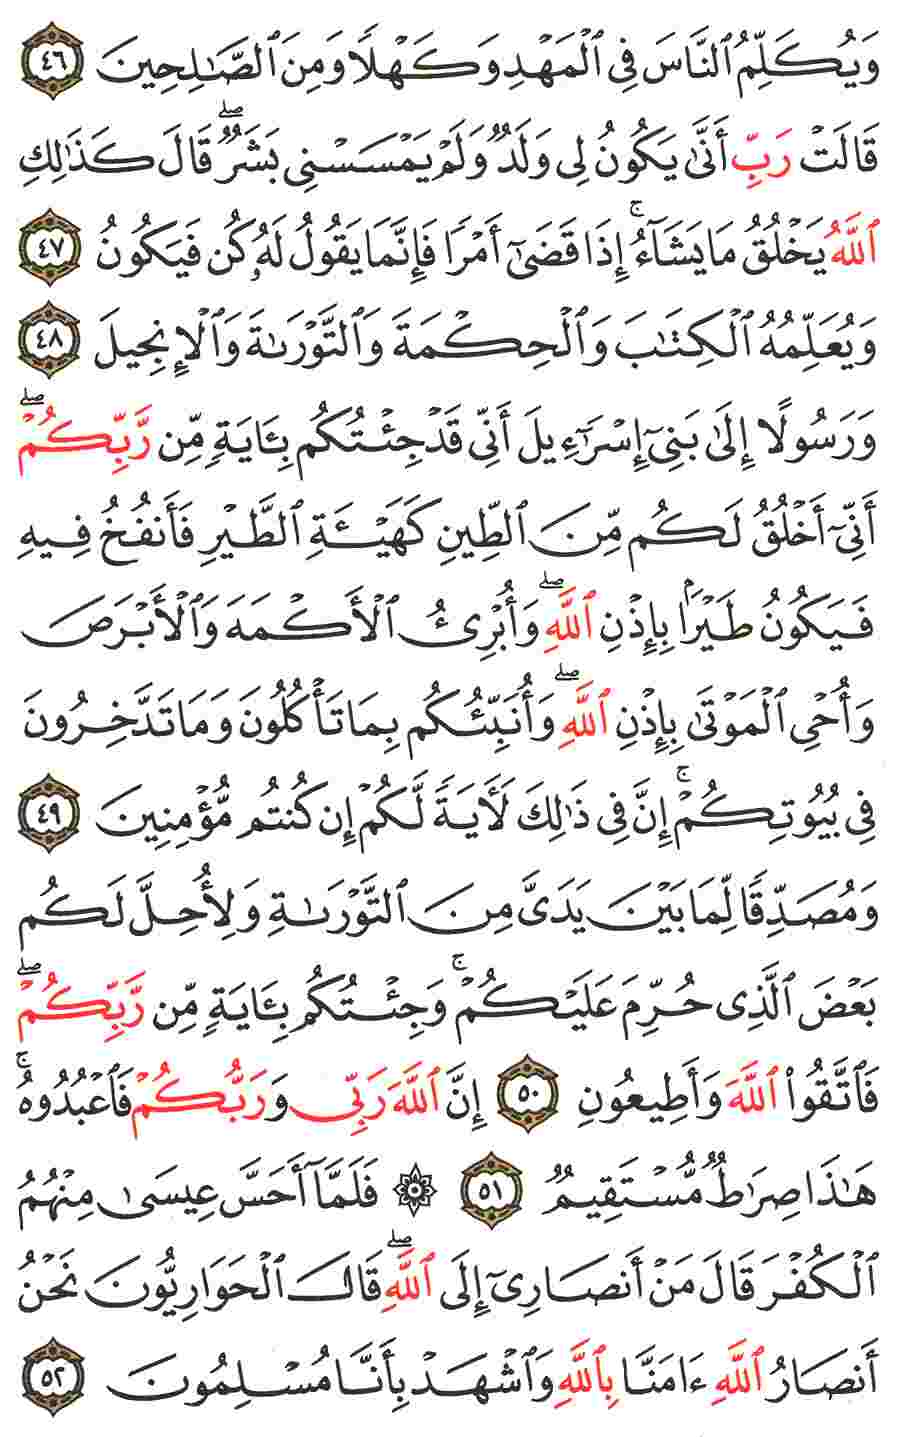 وَيُكَلِّمُ ٱلنَّاسَ فِى ٱلْمَهْدِ وَكَهْلًا وَمِنَ ٱلصَّٰلِحِينَ ٤٦
قَالَتْ رَبِّ أَنَّىٰ يَكُونُ لِى وَلَدٌ وَلَمْ يَمْسَسْنِى بَشَرٌ ۖ قَالَ كَذَٰلِكِ
ٱللَّهُ يَخْلُقُ مَا يَشَآءُ ۚ إِذَا قَضَىٰٓ أَمْرًا فَإِنَّمَا يَقُولُ لَهُۥ كُن فَيَكُونُ ٤٧
وَيُعَلِّمُهُ ٱلْكِتَٰبَ وَٱلْحِكْمَةَ وَٱلتَّوْرَىٰةَ وَٱلْإِنجِيلَ ٤٨
وَرَسُولًا إِلَىٰ بَنِىٓ إِسْرَٰٓءِيلَ أَنِّى قَدْ جِئْتُكُم بِـَٔايَةٍ مِّن رَّبِّكُمْ ۖ
أَنِّىٓ أَخْلُقُ لَكُم مِّنَ ٱلطِّينِ كَهَيْـَٔةِ ٱلطَّيْرِ فَأَنفُخُ فِيهِ
فَيَكُونُ طَيْرًۢا بِإِذْنِ ٱللَّهِ ۖ وَأُبْرِئُ ٱلْأَكْمَهَ وَٱلْأَبْرَصَ
وَأُحْىِ ٱلْمَوْتَىٰ بِإِذْنِ ٱللَّهِ ۖ وَأُنَبِّئُكُم بِمَا تَأْكُلُونَ وَمَا تَدَّخِرُونَ
فِى بُيُوتِكُمْ ۚ إِنَّ فِى ذَٰلِكَ لَـَٔايَةً لَّكُمْ إِن كُنتُم مُّؤْمِنِينَ ٤٩
وَمُصَدِّقًا لِّمَا بَيْنَ يَدَىَّ مِنَ ٱلتَّوْرَىٰةِ وَلِأُحِلَّ لَكُم
بَعْضَ ٱلَّذِى حُرِّمَ عَلَيْكُمْ ۚ وَجِئْتُكُم بِـَٔايَةٍ مِّن رَّبِّكُمْ ۖ
فَٱتَّقُوا۟ ٱللَّهَ وَأَطِيعُونِ ٥٠ إِنَّ ٱللَّهَ رَبِّى وَرَبُّكُمْ فَٱعْبُدُوهُ ۚ
هَٰذَا صِرَٰطٌ مُّسْتَقِيمٌ ٥١ ۞ فَلَمَّآ أَحَسَّ عِيسَىٰ مِنْهُمُ
ٱلْكُفْرَ قَالَ مَنْ أَنصَارِىٓ إِلَى ٱللَّهِ ۖ قَالَ ٱلْحَوَارِيُّونَ نَحْنُ
أَنصَارُ ٱللَّهِ ءَامَنَّا بِٱللَّهِ وَٱشْهَدْ بِأَنَّا مُسْلِمُونَ ٥٢